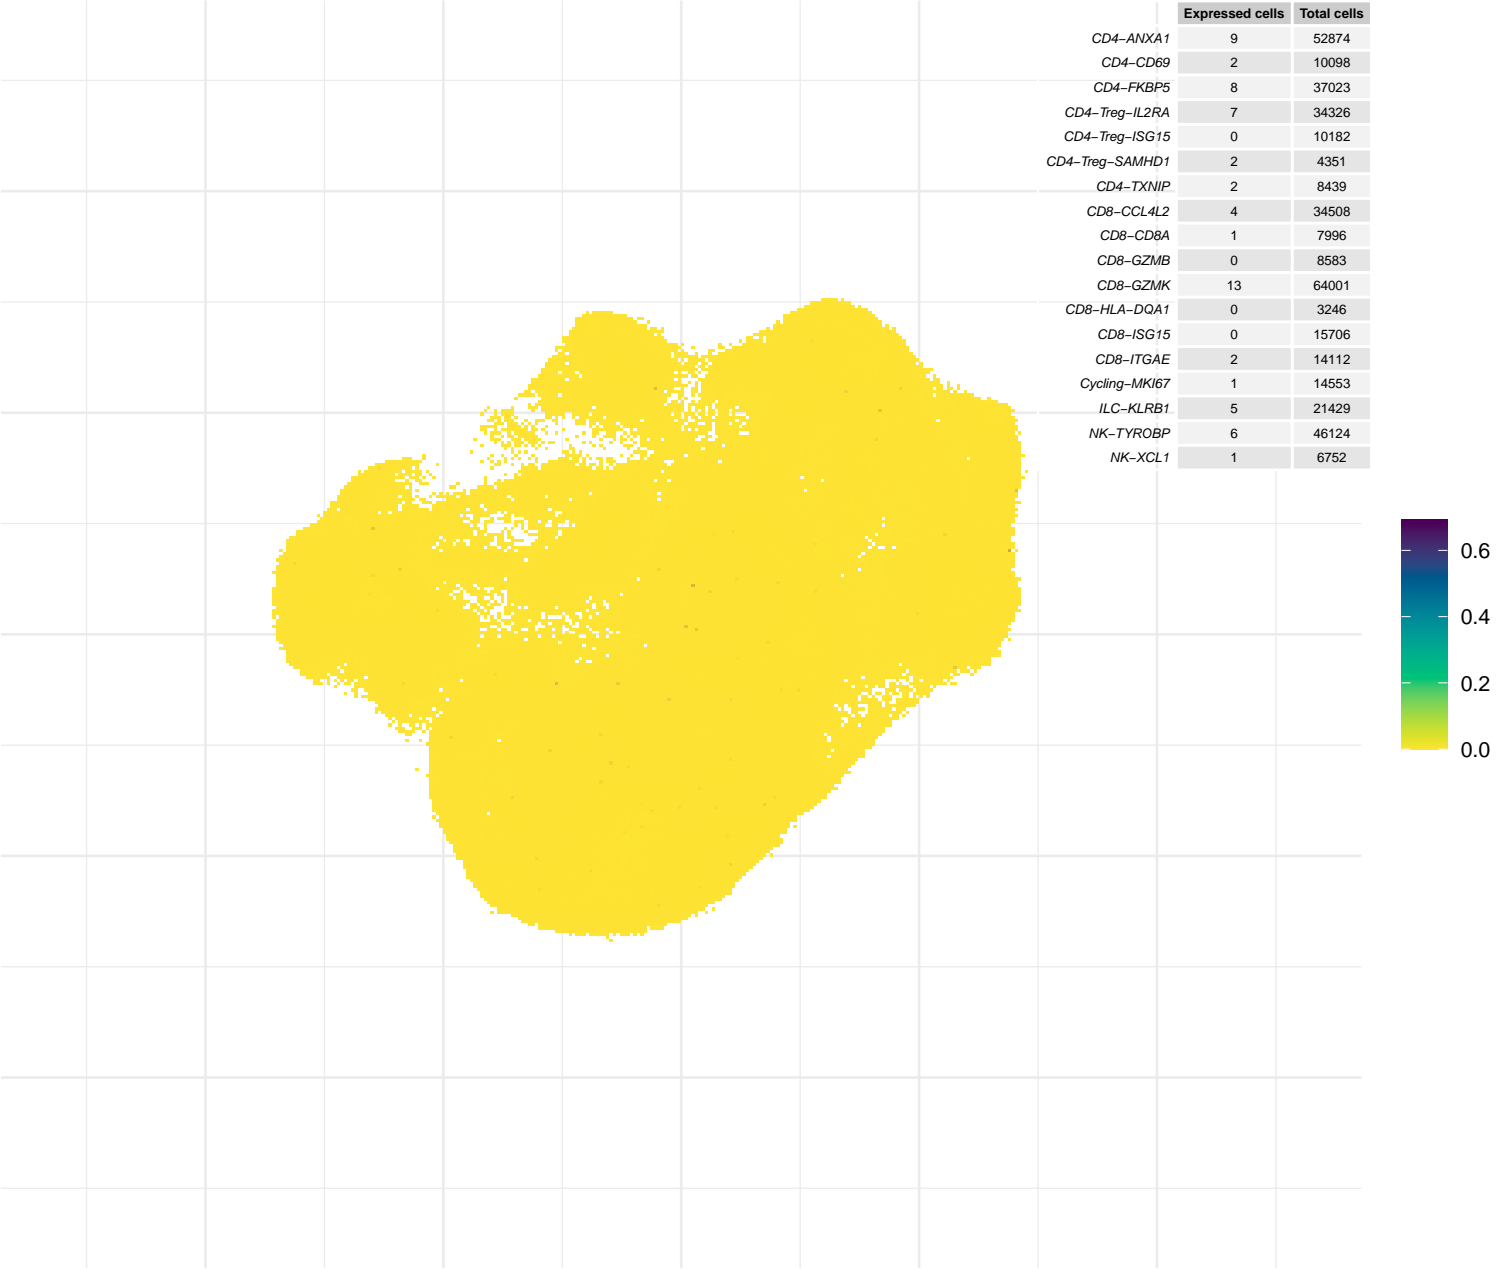 Expressed cells Total cells
CD4−ANXA1 9 52874
CD4−CD69 2 10098
CD4−FKBP5 8 37023
CD4−Treg−IL2RA 7 34326
CD4−Treg−ISG15 0 10182
CD4−Treg−SAMHD1 2 4351
CD4−TXNIP 2 8439
CD8−CCL4L2 4 34508
CD8−CD8A 1 7996
CD8−GZMB 0 8583
CD8−GZMK 13 64001
CD8−HLA−DQA1 0 3246
CD8−ISG15 0 15706
CD8−ITGAE 2 14112
Cycling−MKI67 1 14553
ILC−KLRB1 5 21429
NK−TYROBP 6 46124
NK−XCL1 1 6752
0.6
0.4
0.2
0.0